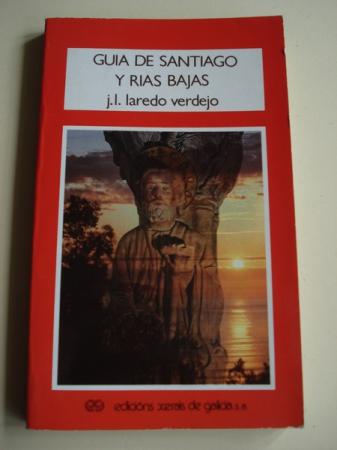 GUIA DE SANTIAGO
Y RIAS BAJAS
j.l. laredo verdejo
edicións xerais de galicia s.a.